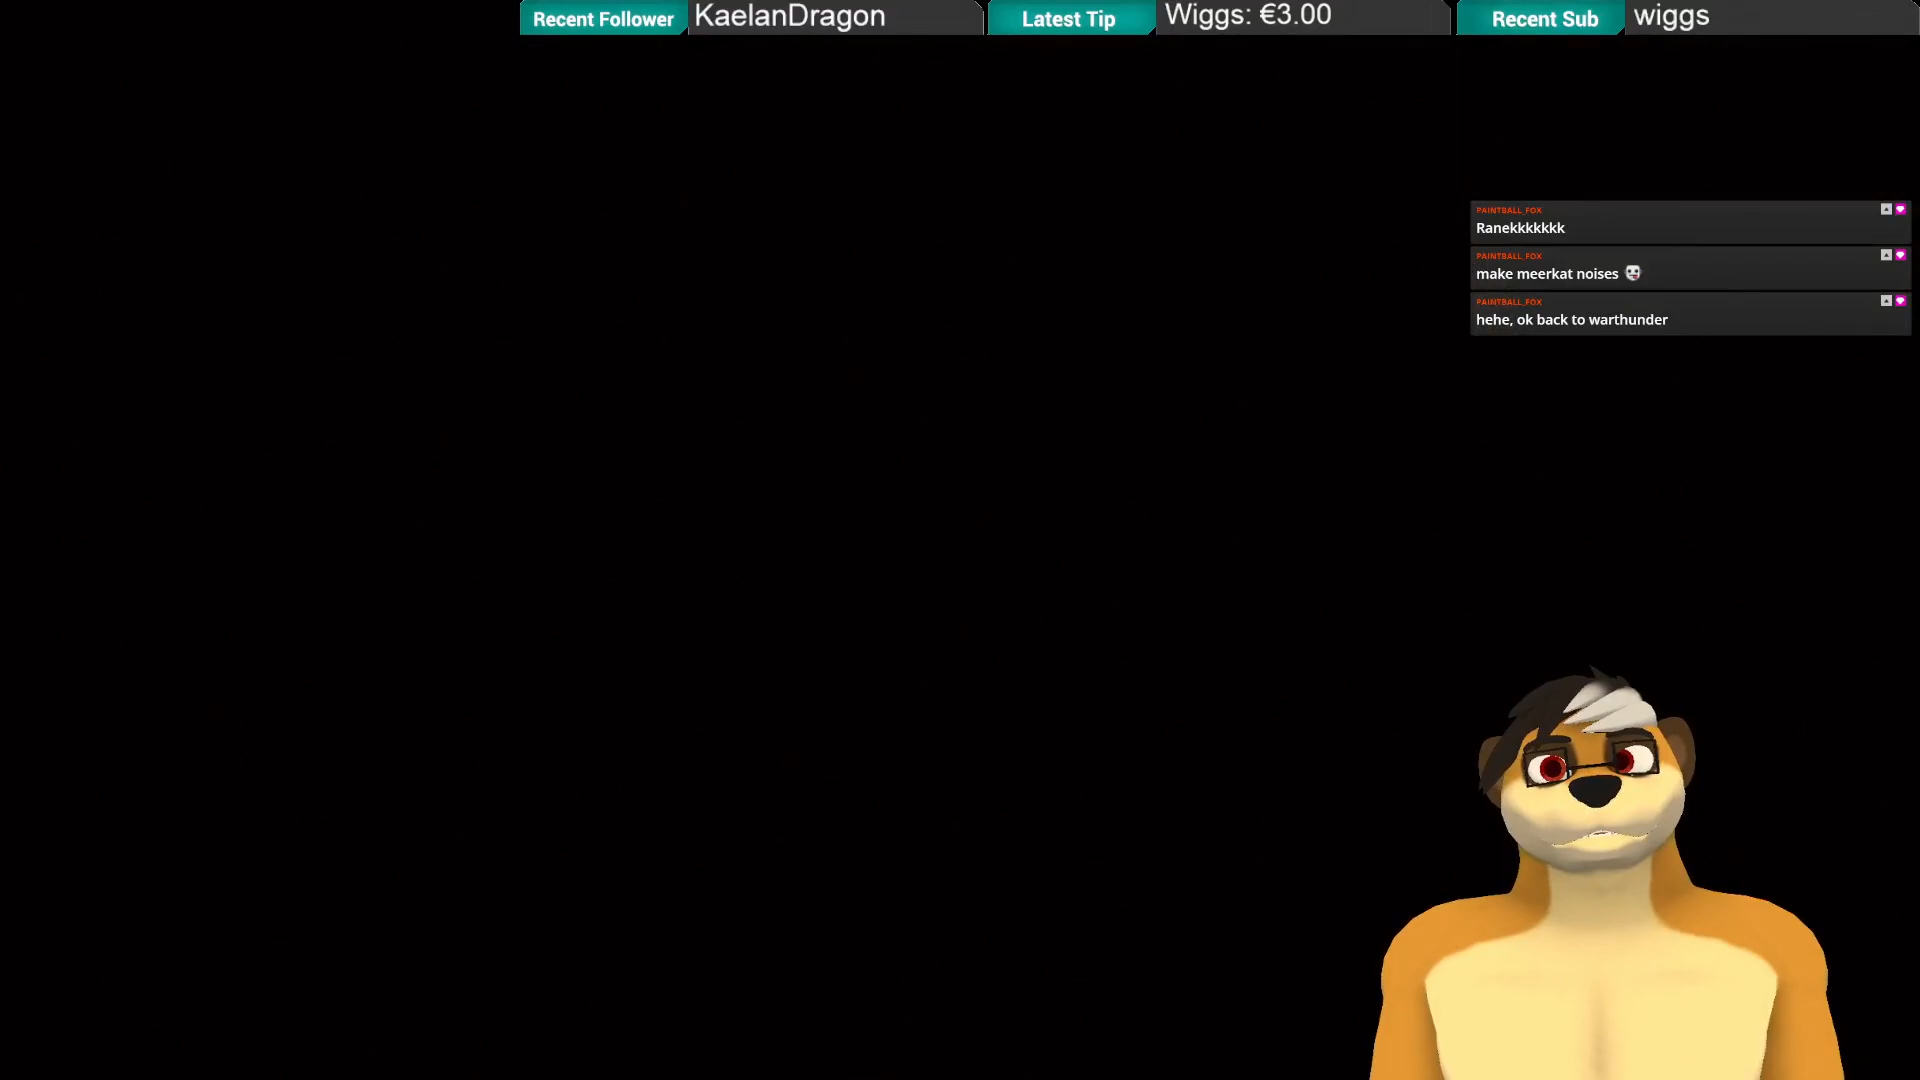 Recent Follower KaelanDragon Latest Tip Wiggs: €3.00 Recent Sub wiggs
PAINTBALL_FOX
Ranekkkkkkk
PAINTBALL_FOX
make meerkat noises
PAINTBALL_FOX
hehe, ok back to warthunder